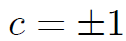 c = ±1